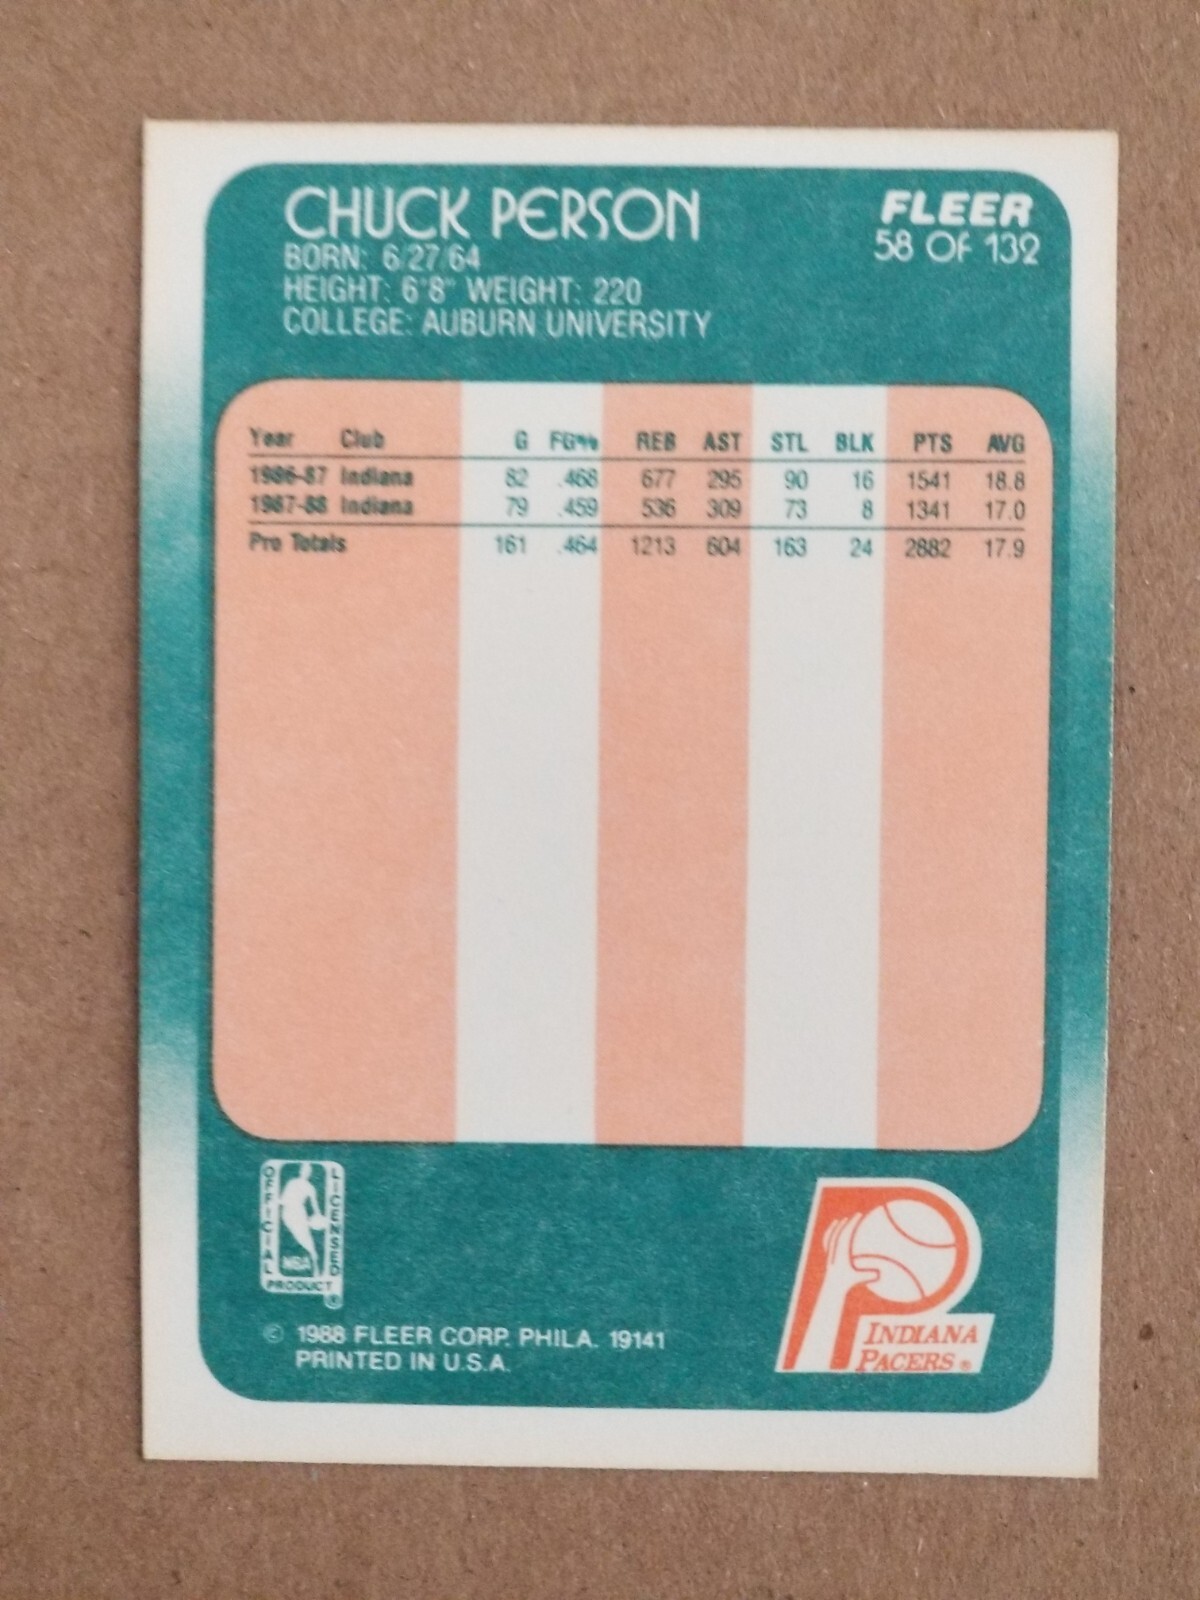 CHUCK PERSON
BORN: 6/27/64
HEIGHT: 6'8" WEIGHT: 220
COLLEGE: AUBURN UNIVERSITY
FLEER
58 OF 132
Year Club G FG% REB AST STL BLK PTS AVG
1986-87 Indiana 82 .468 677 295 90 16 1541 18.8
1987-88 Indiana 79 .459 536 309 73 8 1341 17.0
Pro Totals 161 .464 1213 604 163 24 2882 17.9
OFFICIAL
LICENSED
NBA
PRODUCT
®
© 1988 FLEER CORP. PHILA. 19141
PRINTED IN U.S.A.
INDIANA
PACERS ®